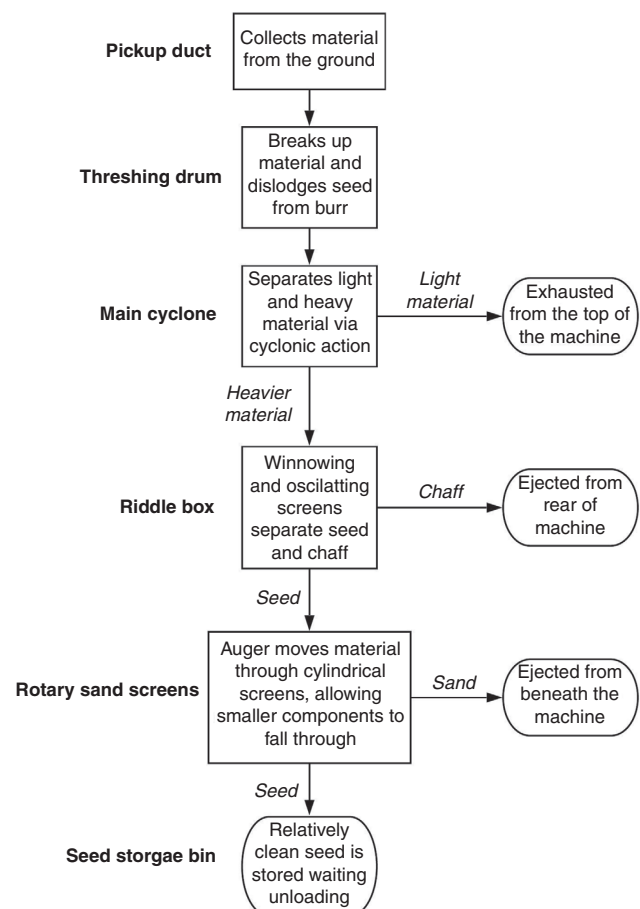 Pickup duct
Collects material
from the ground
Threshing drum
Breaks up
material and
dislodges seed
from burr
Main cyclone
Separates light
and heavy
material via
cyclonic action
Light
material
Exhausted
from the top of
the machine
Heavier
material
Riddle box
Winnowing
and oscilatting
screens
separate seed
and chaff
Chaff
Ejected from
rear of
machine
Seed
Rotary sand screens
Auger moves material
through cylindrical
screens, allowing
smaller components to
fall through
Sand
Ejected from
beneath the
machine
Seed
Seed storgae bin
Relatively
clean seed is
stored waiting
unloading